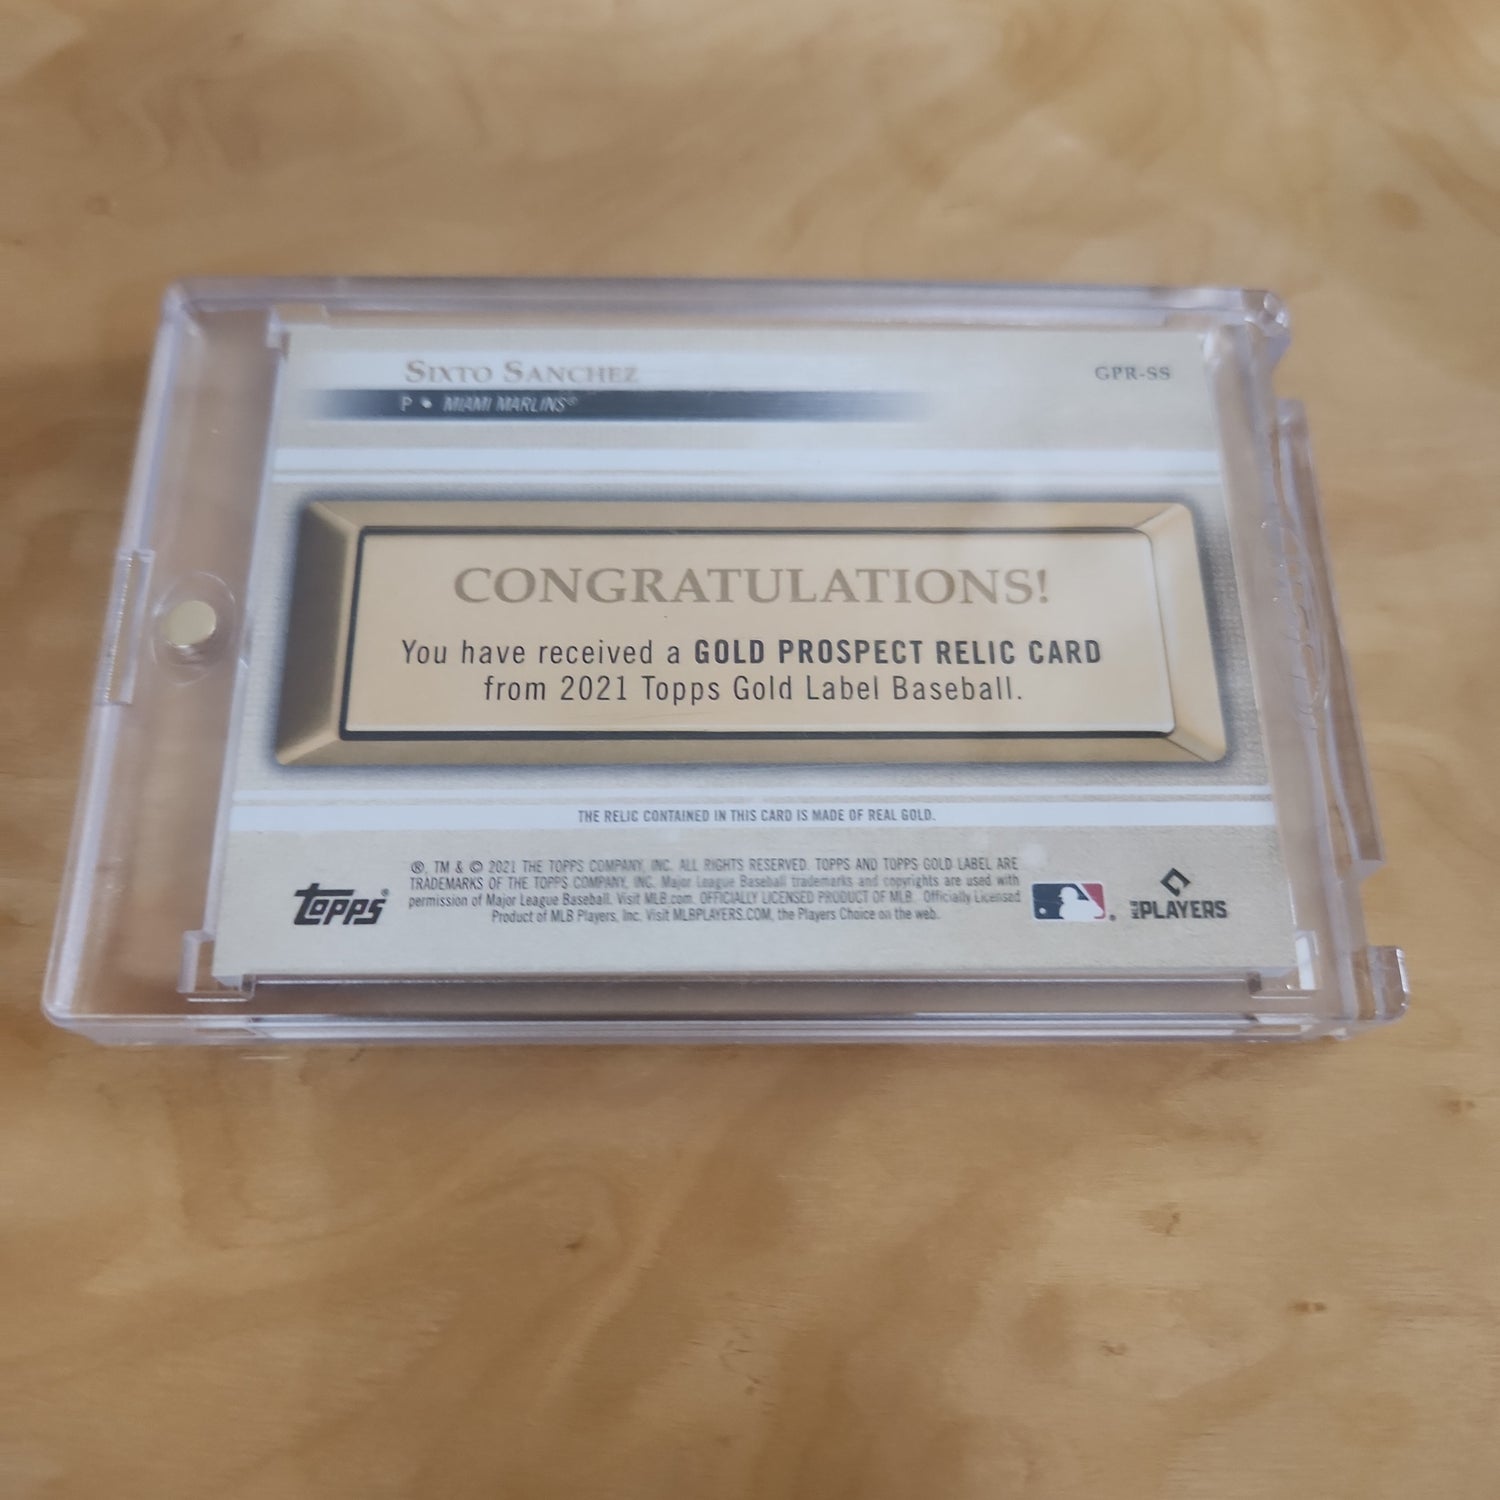 SIXTO SANCHEZ
GPR-SS
P • MIAMI MARLINS®
CONGRATULATIONS!
You have received a GOLD PROSPECT RELIC CARD
from 2021 Topps Gold Label Baseball.
THE RELIC CONTAINED IN THIS CARD IS MADE OF REAL GOLD.
®, TM & © 2021 THE TOPPS COMPANY, INC. ALL RIGHTS RESERVED. TOPPS AND TOPPS GOLD LABEL ARE
TRADEMARKS OF THE TOPPS COMPANY, INC. Major League Baseball trademarks and copyrights are used with
permission of Major League Baseball. Visit MLB.com. OFFICIALLY LICENSED PRODUCT OF MLB. Officially Licensed
Product of MLB Players, Inc. Visit MLBPLAYERS.COM, the Players Choice on the web.
Topps®
MLB PLAYERS